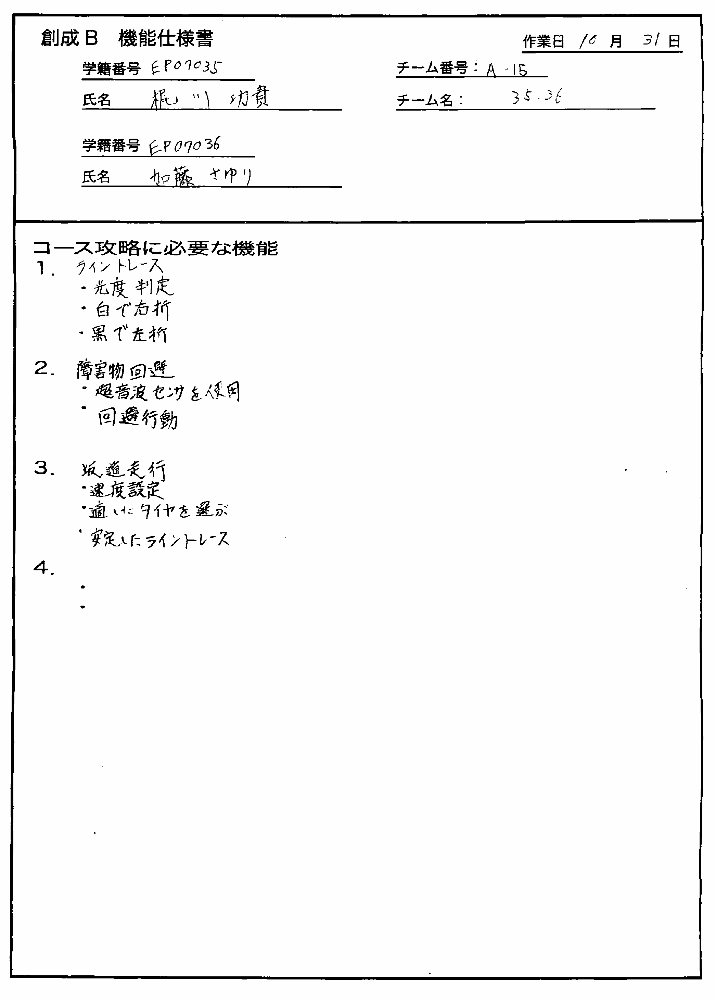 創成B 機能仕様書
作業日 10月 31日
学籍番号 EP07035
チーム番号：A-15
氏名 梶川 功貴
チーム名： 35.36
学籍番号 EP07036
氏名 加藤 さゆり
コース攻略に必要な機能
1. ライントレース
・光度判定
・白で右折
・黒で左折
2. 障害物回避
・超音波センサを使用
・回避行動
3. 坂道走行
・速度設定
・適したタイヤを選ぶ
・安定したライントレース
4.
・
・